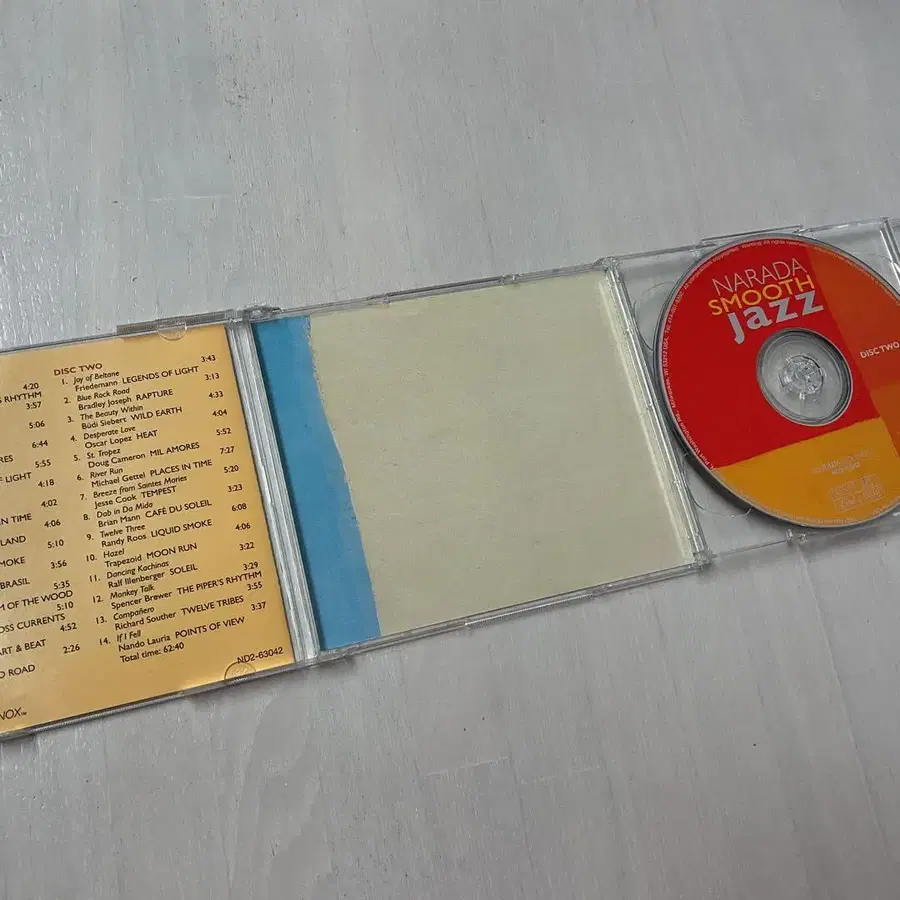 4:20
S RHYTHM
3:57
5:06
6:44
RES
5:55
F LIGHT
4:18
4:02
IN TIME
4:06
LAND
5:10
MOKE
3:56
BRASIL
5:35
M OF THE WOOD
5:10
OSS CURRENTS
4:52
ART & BEAT
2:26
O ROAD
NOX™
DISC TWO
1. Joy of Beltane 3:43
Friedemann LEGENDS OF LIGHT
2. Blue Rock Road 3:13
Bradley Joseph RAPTURE
3. The Beauty Within 4:33
Büdi Siebert WILD EARTH
4. Desperate Love 4:04
Oscar Lopez HEAT
5. St. Tropez 5:52
Doug Cameron MIL AMORES
6. River Run 7:27
Michael Gettel PLACES IN TIME
7. Breeze from Saintes Maries 5:20
Jesse Cook TEMPEST
8. Dab in Da Mida 3:23
Brian Mann CAFÉ DU SOLEIL
9. Twelve Three 6:08
Randy Roos LIQUID SMOKE
10. Hazel 4:06
Trapezoid MOON RUN
11. Dancing Kachinas 3:22
Ralf Illenberger SOLEIL
12. Monkey Talk 3:29
Spencer Brewer THE PIPER'S RHYTHM
13. Compañero 3:55
Richard Souther TWELVE TRIBES
14. If I Fell 3:37
Nando Lauria POINTS OF VIEW
Total time: 62:40
ND2-63042
NARADA
SMOOTH
jazz
DISC TWO